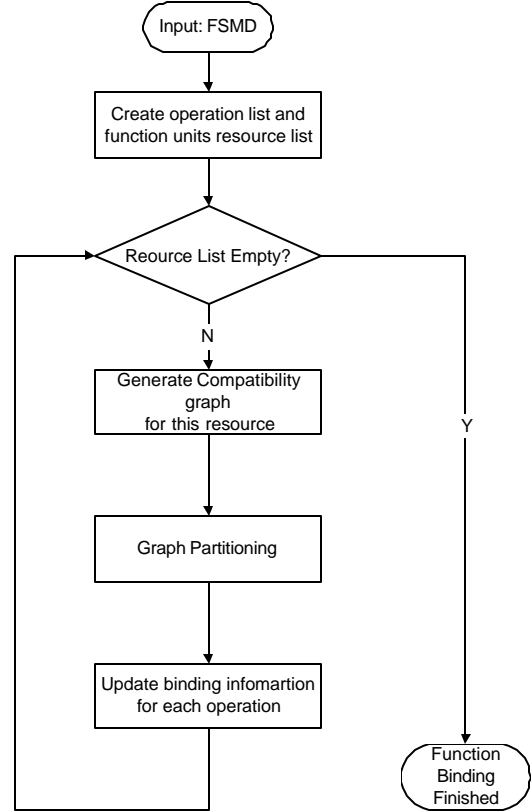 Input: FSMD
Create operation list and
function units resource list
Reource List Empty?
N
Generate Compatibility
graph
for this resource
Y
Graph Partitioning
Update binding infomartion
for each operation
Function
Binding
Finished